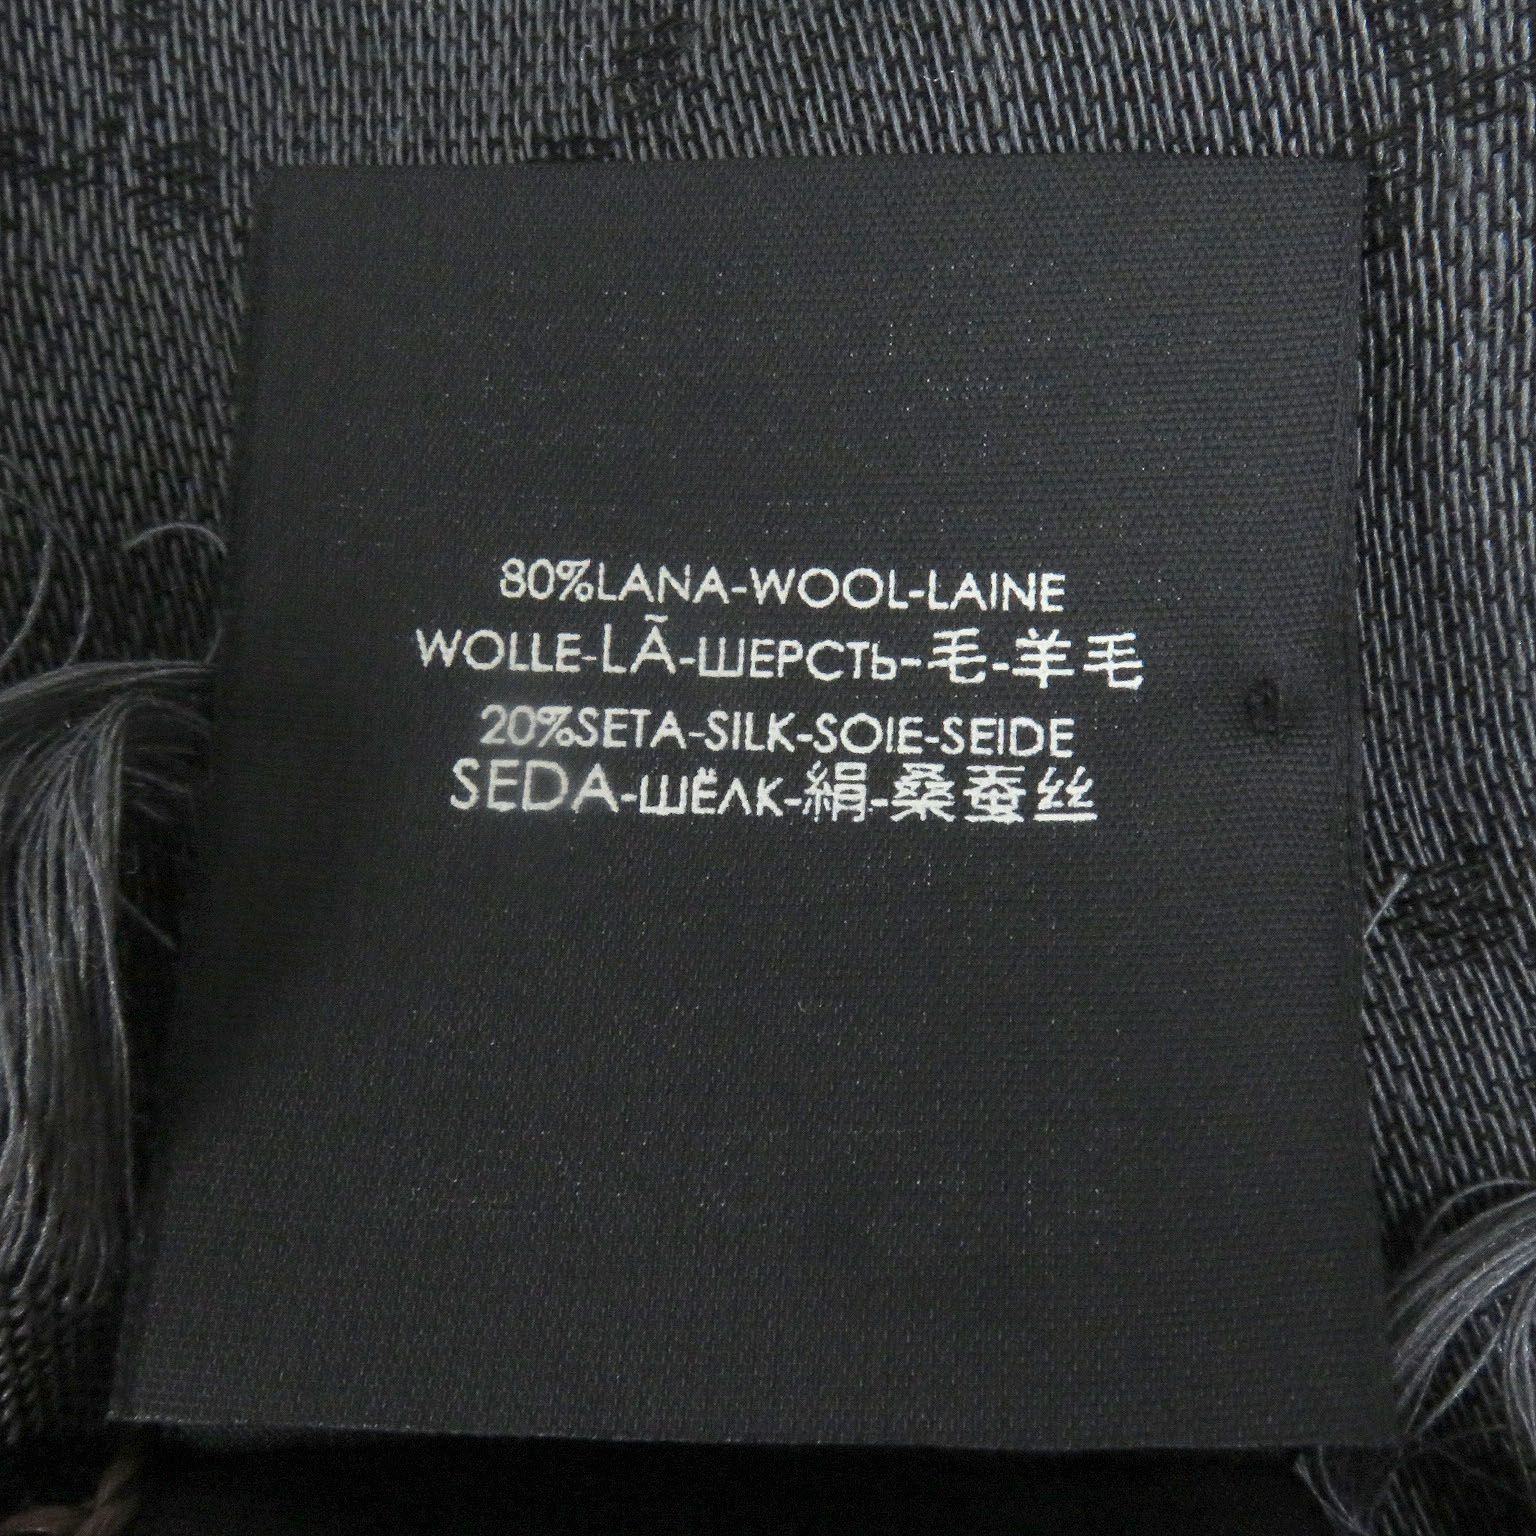 80%LANA-WOOL-LAINE
WOLLE-LÃ-ШЕРСТЬ-毛-羊毛
20%SETA-SILK-SOIE-SEIDE
SEDA-ШЁЛК-絹-桑蚕丝